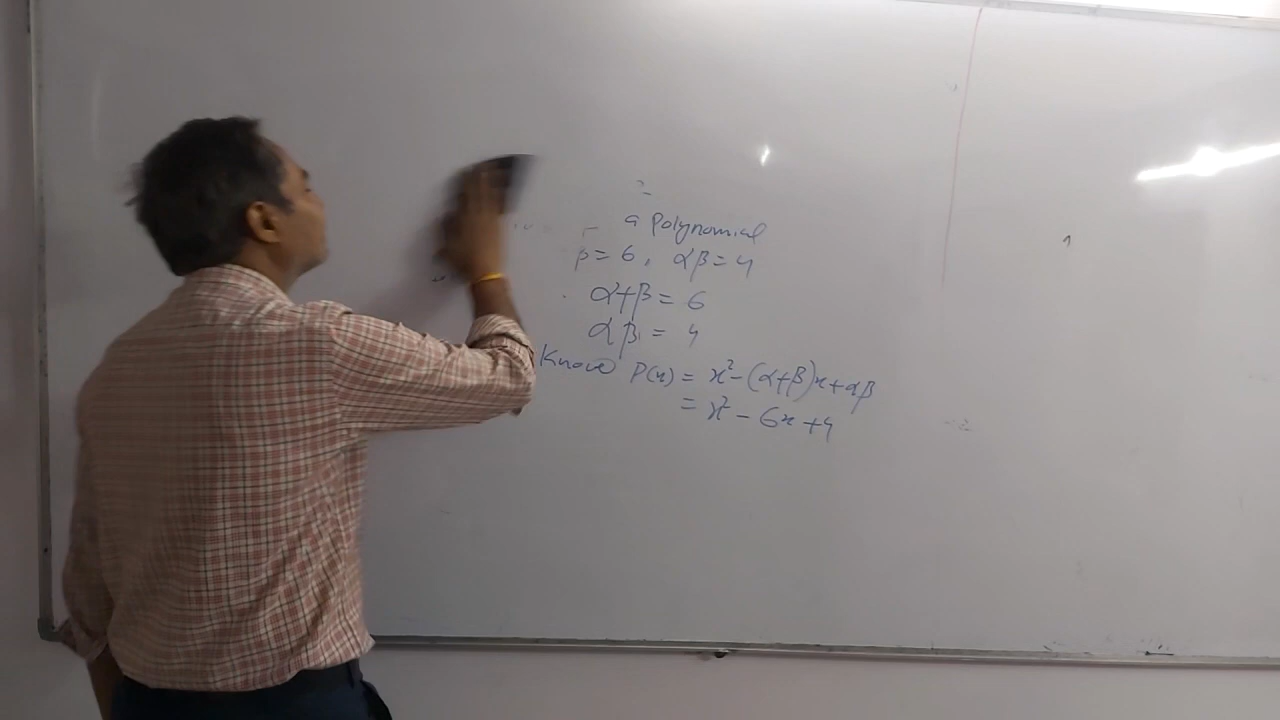 a Polynomial
β = 6, αβ = 4
α+β = 6
αβ = 4
Know P(x) = x² - (α+β)x + αβ
= x² - 6x + 4